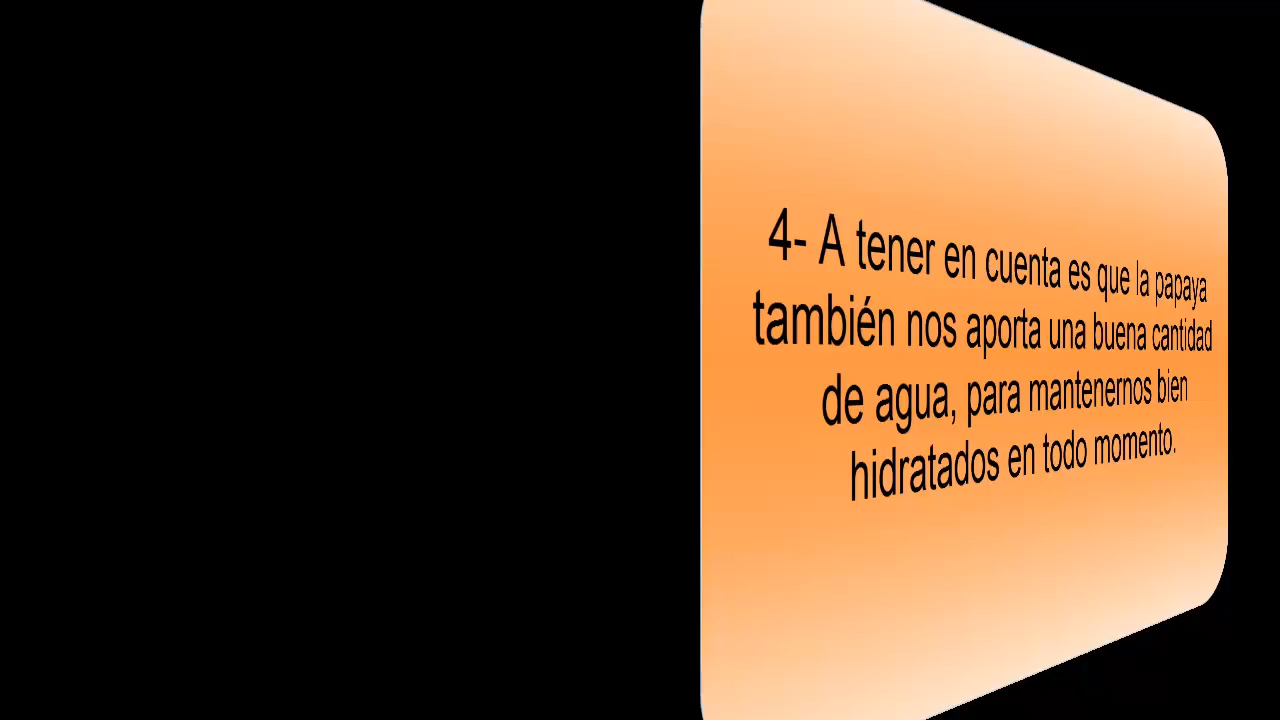 4- A tener en cuenta es que la papaya
también nos aporta una buena cantidad
de agua, para mantenernos bien
hidratados en todo momento.